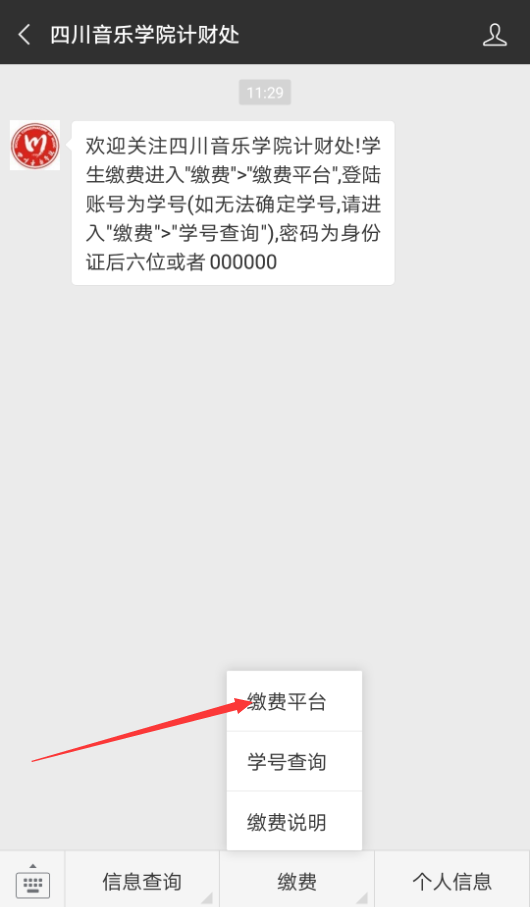 四川音乐学院计财处
11:29
欢迎关注四川音乐学院计财处!学
生缴费进入"缴费">"缴费平台",登陆
账号为学号(如无法确定学号,请进
入"缴费">"学号查询"),密码为身份
证后六位或者 000000
缴费平台
学号查询
缴费说明
信息查询
缴费
个人信息